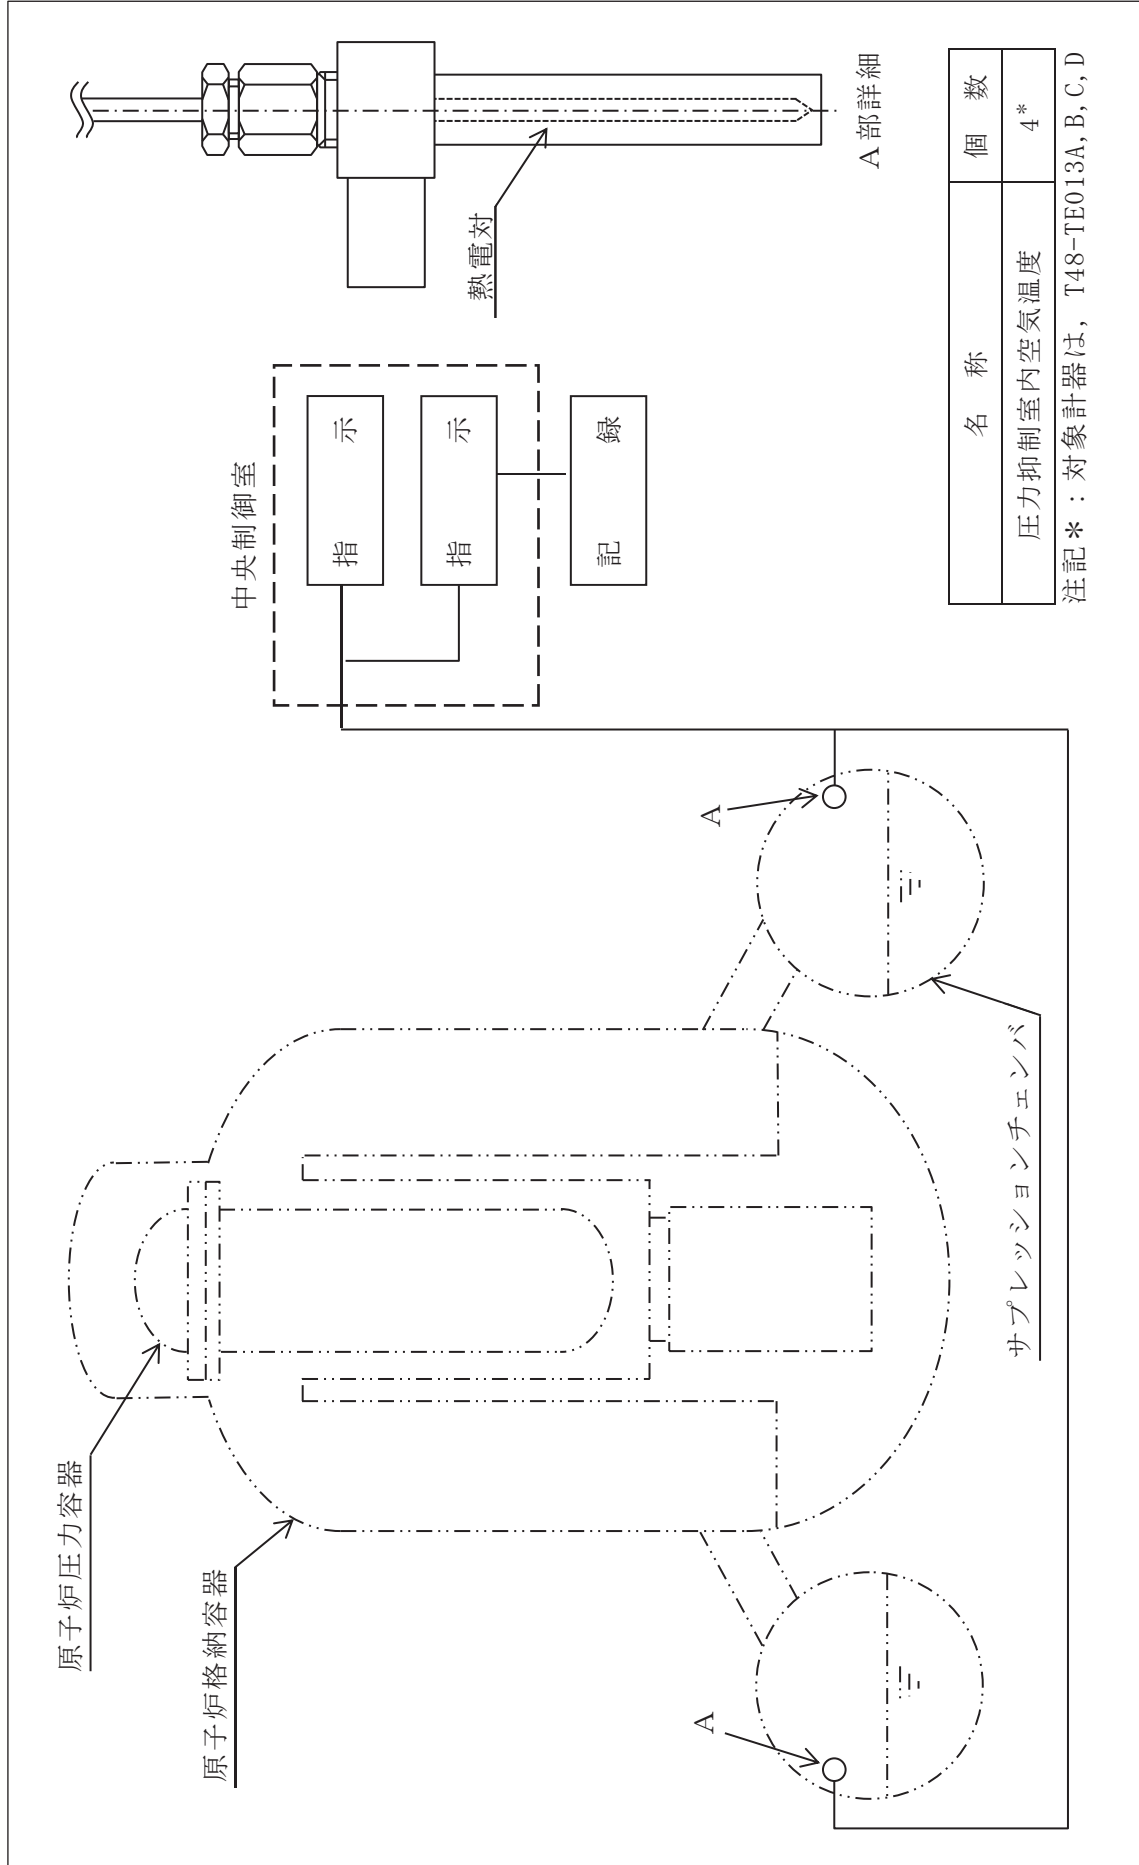 原子炉圧力容器
原子炉格納容器
サプレッションチェンバ
A
A
中央制御室
指示
指示
記録
熱電対
A部詳細
名称 個数
圧力抑制室内空気温度 4*
注記*：対象計器は，T48-TE013A,B,C,D